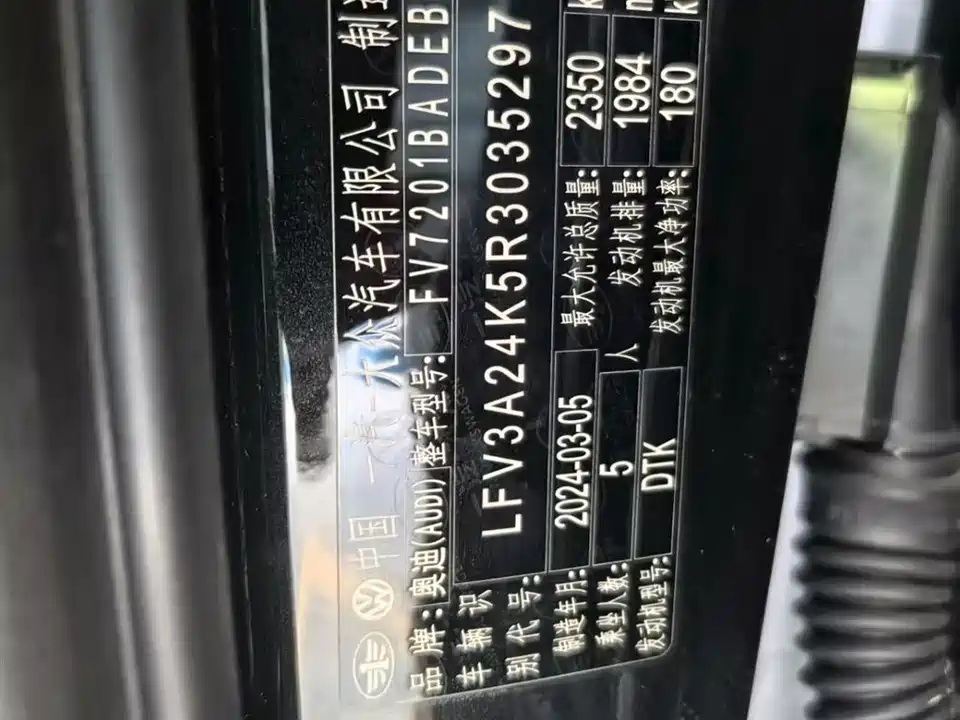 中国 一汽-大众汽车有限公司 制
品牌:奥迪(AUDI) 整车型号: FV7201BADEB
车辆识别代号: LFV3A24K5R3035297
制造年月: 2024-03-05 最大允许总质量: 2350 k
乘坐人数: 5 人 发动机排量: 1984 m
发动机型号: DTK 发动机最大净功率: 180 k